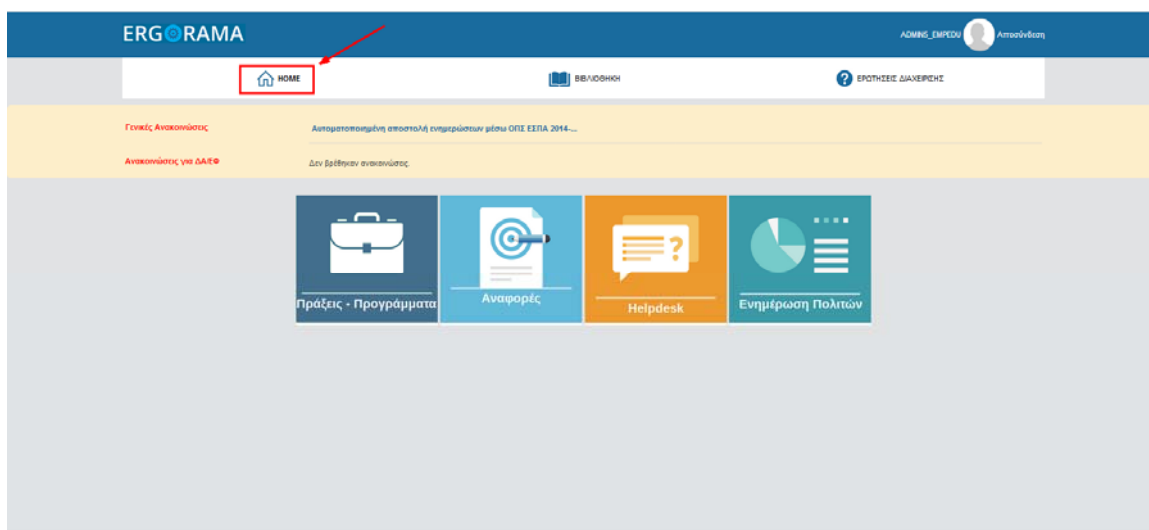 ERGORAMA
ADMINS_EMPEDU Αποσύνδεση
HOME
ΒΙΒΛΙΟΘΗΚΗ
ΕΡΩΤΗΣΕΙΣ ΔΙΑΧΕΙΡΙΣΗΣ
Γενικές Ανακοινώσεις
Αυτοματοποιημένη αποστολή ενημερώσεων μέσω ΟΠΣ ΕΣΠΑ 2014-...
Ανακοινώσεις για ΔΑ/ΕΦ
Δεν βρέθηκαν ανακοινώσεις.
Πράξεις - Προγράμματα
Αναφορές
?
Helpdesk
Ενημέρωση Πολιτών